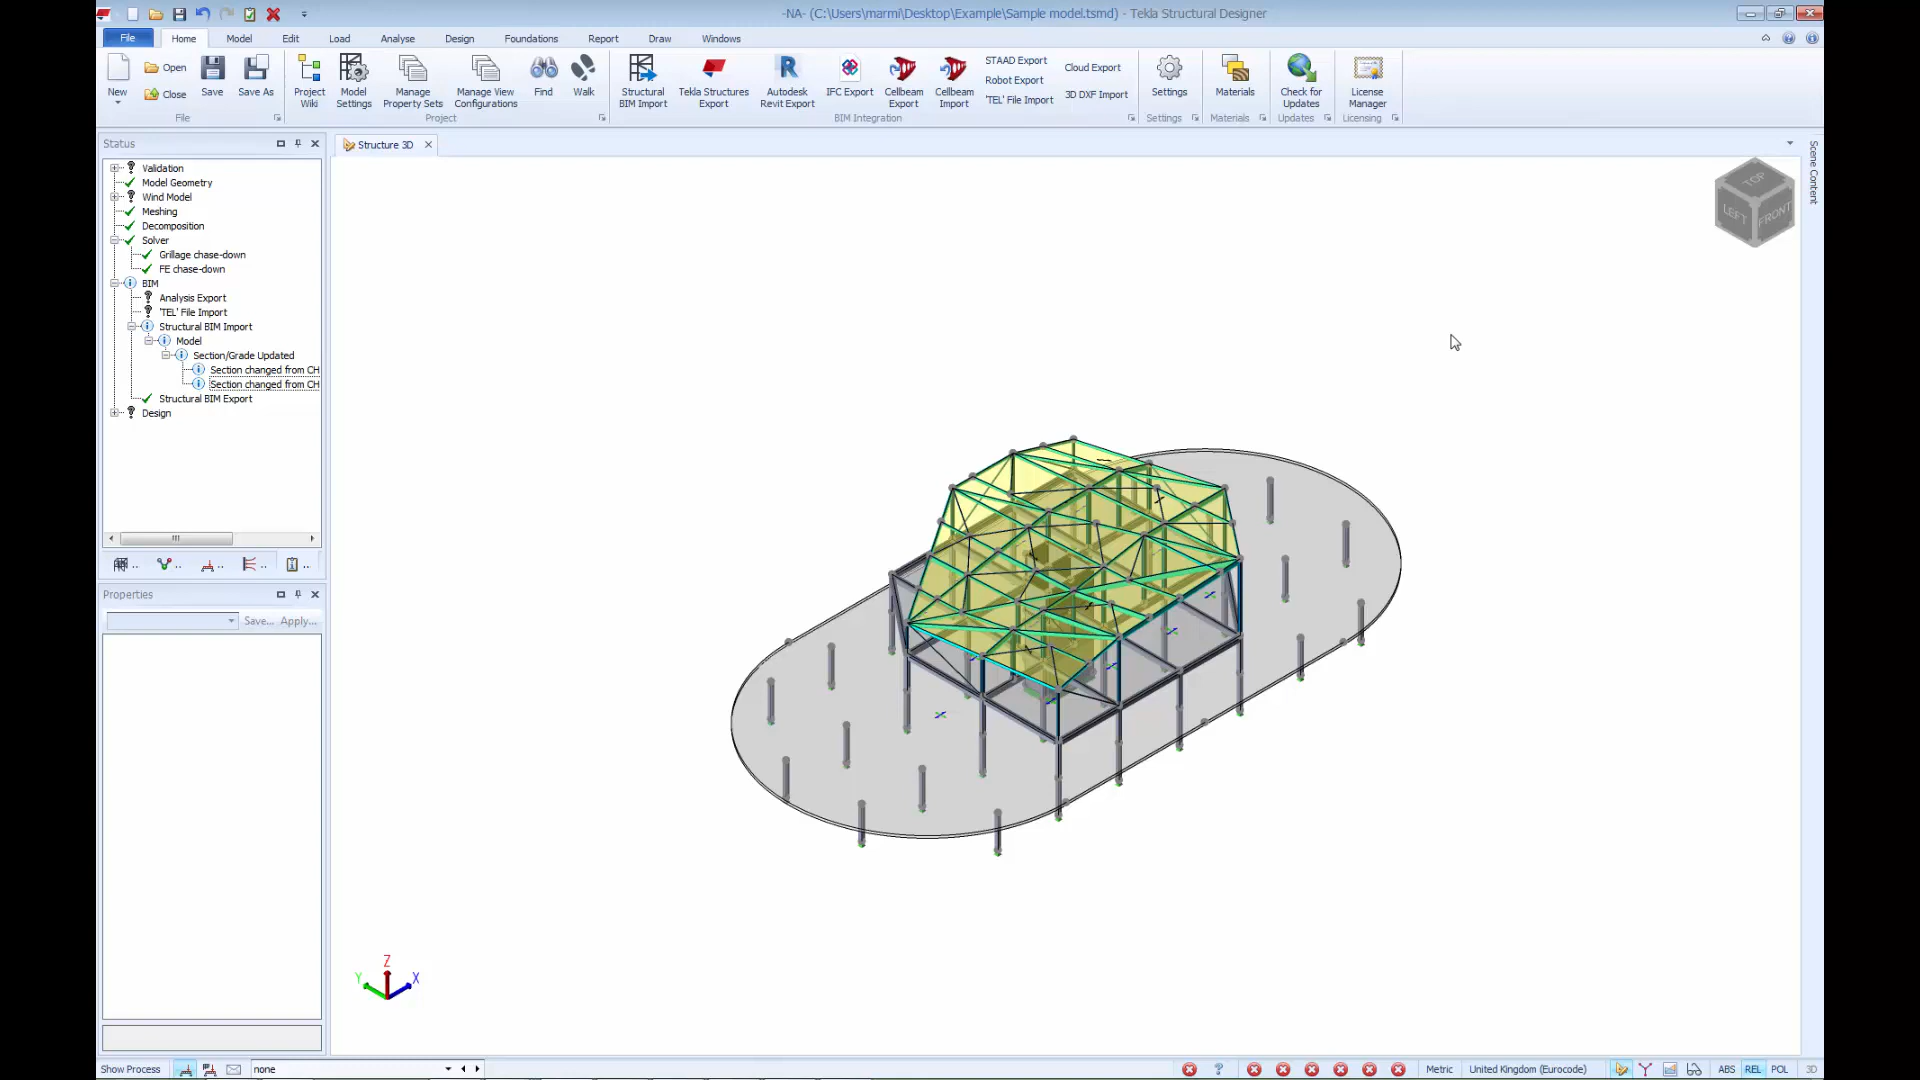 -NA- (C:\Users\marmi\Desktop\Example\Sample model.tsmd) - Tekla Structural Designer
File Home Model Edit Load Analyse Design Foundations Report Draw Windows
New
Open
Close
Save
Save As
File
Project
Wiki
Model
Settings
Manage
Property Sets
Manage View
Configurations
Find
Walk
Project
Structural
BIM Import
Tekla Structures
Export
Autodesk
Revit Export
IFC Export
Cellbeam
Export
Cellbeam
Import
STAAD Export
Robot Export
'TEL' File Import
Cloud Export
3D DXF Import
BIM Integration
Settings
Settings
Materials
Materials
Check for
Updates
Updates
License
Manager
Licensing
Status
Validation
Model Geometry
Wind Model
Meshing
Decomposition
Solver
Grillage chase-down
FE chase-down
BIM
Analysis Export
'TEL' File Import
Structural BIM Import
Model
Section/Grade Updated
Section changed from CH
Section changed from CH
Structural BIM Export
Design
Structure 3D
Scene Content
TOP
LEFT
FRONT
Properties
Save... Apply...
Z
Y
X
Show Process
none
Metric
United Kingdom (Eurocode)
ABS
REL
POL
3D